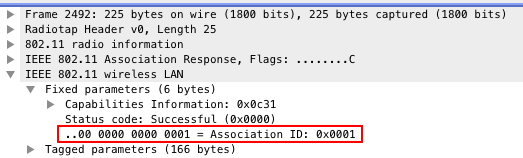 Frame 2492: 225 bytes on wire (1800 bits), 225 bytes captured (1800 bits)
Radiotap Header v0, Length 25
802.11 radio information
IEEE 802.11 Association Response, Flags: ........C
IEEE 802.11 wireless LAN
Fixed parameters (6 bytes)
Capabilities Information: 0x0c31
Status code: Successful (0x0000)
..00 0000 0000 0001 = Association ID: 0x0001
Tagged parameters (166 bytes)